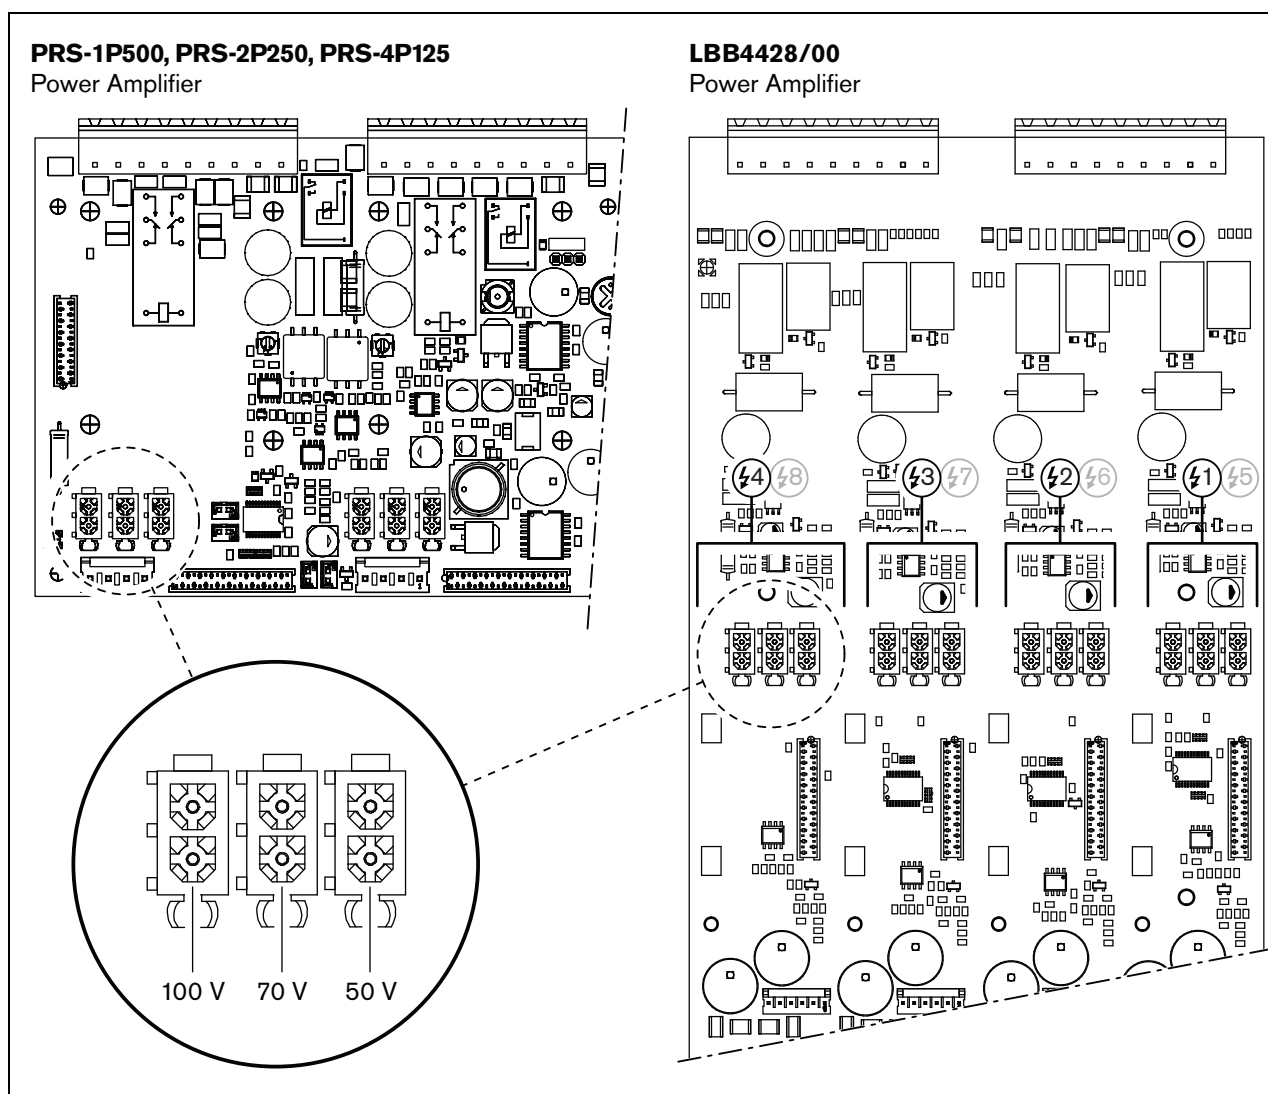 PRS-1P500, PRS-2P250, PRS-4P125
Power Amplifier
LBB4428/00
Power Amplifier
4 8
3 7
2 6
1 5
100 V 70 V 50 V